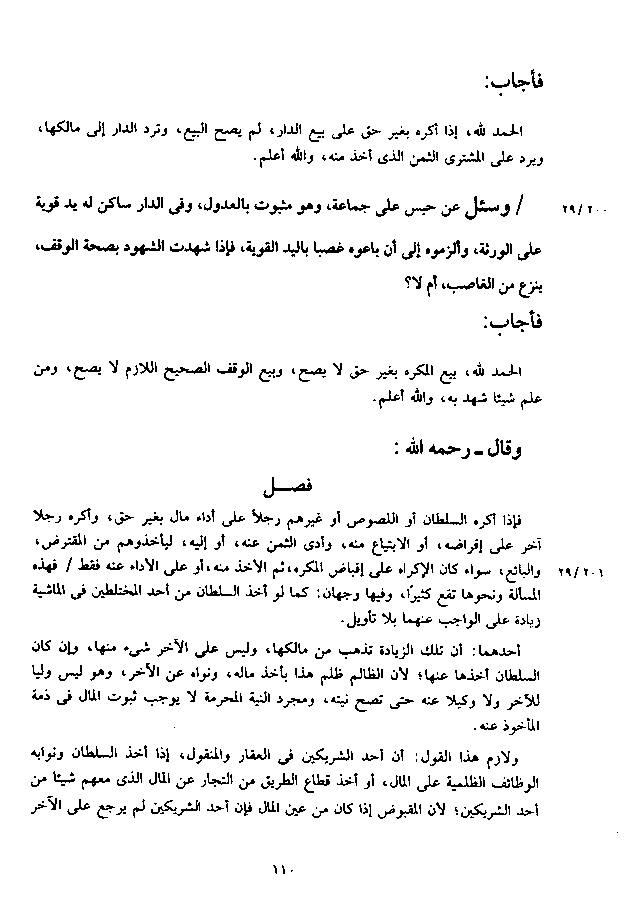 فأجاب:
الحمد لله، إذا أكره بغير حق على بيع الدار، لم يصح البيع، وترد الدار إلى مالكها،
ويرد على المشترى الثمن الذى أخذ منه، والله أعلم.
٢٩/٢٠٠ / وسئل عن حبس على جماعة، وهو مثبوت بالعدول، وفى الدار ساكن له يد قوية
على الورثة، وألزموه إلى أن باعوه غصبا باليد القوية، فإذا شهدت الشهود بصحة الوقف،
ينزع من الغاصب، أم لا؟
فأجاب:
الحمد لله، بيع المكره بغير حق لا يصح، وبيع الوقف الصحيح اللازم لا يصح، ومن
علم شيئا شهد به، والله أعلم.
وقال ـ رحمه الله :
فصــل
فإذا أكره السلطان أو اللصوص أو غيرهم رجلاً على أداء مال بغير حق، وأكره رجلا
آخر على إقراضه، أو الابتياع منه، وأدى الثمن عنه، أو إليه، ليأخذوهم من المقترض،
٢٩/٢٠١ والبائع، سواء كان الإكراه على إقباض المكره، ثم الأخذ منه، أو على الأداء عنه فقط / فهذه
المسألة ونحوها تقع كثيرًا، وفيها وجهان: كما لو أخذ السلطان من أحد المختلطين فى الماشية
زيادة على الواجب عنهما بلا تأويل.
أحدهما: أن تلك الزيادة تذهب من مالكها، وليس على الآخر شىء منها، وإن كان
السلطان أخذها عنها؛ لأن الظالم ظلم هذا بأخذ ماله، ونواه عن الآخر، وهو ليس وليا
للآخر ولا وكيلا عنه حتى تصح نيته، ومجرد النية المحرمة لا يوجب ثبوت المال فى ذمة
المأخوذ عنه.
ولازم هذا القول: أن أحد الشريكين فى العقار والمنقول، إذا أخذ السلطان ونوابه
الوظائف الظلمية على المال، أو أخذ قطاع الطريق من التجار عن المال الذى معهم شيئا من
أحد الشريكين؛ لأن المقبوض إذا كان من عين المال فإن أحد الشريكين لم يرجع على الآخر
١١٠